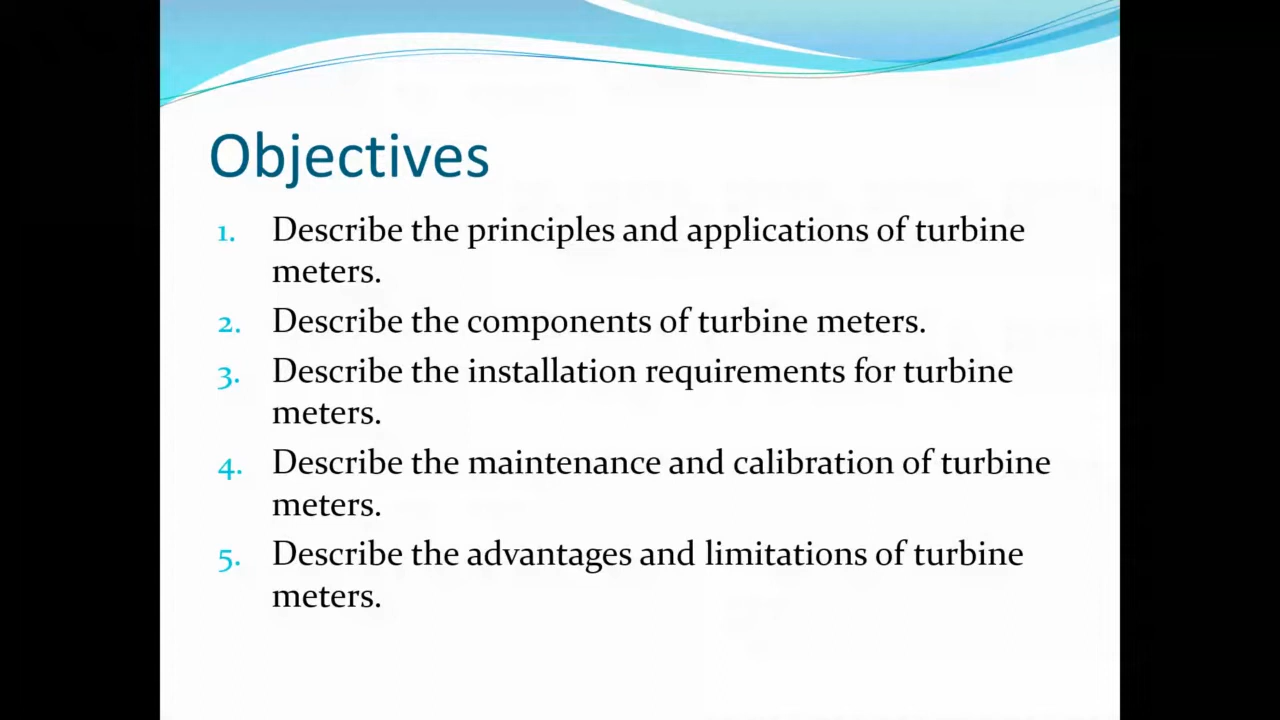 Objectives
1. Describe the principles and applications of turbine
meters.
2. Describe the components of turbine meters.
3. Describe the installation requirements for turbine
meters.
4. Describe the maintenance and calibration of turbine
meters.
5. Describe the advantages and limitations of turbine
meters.